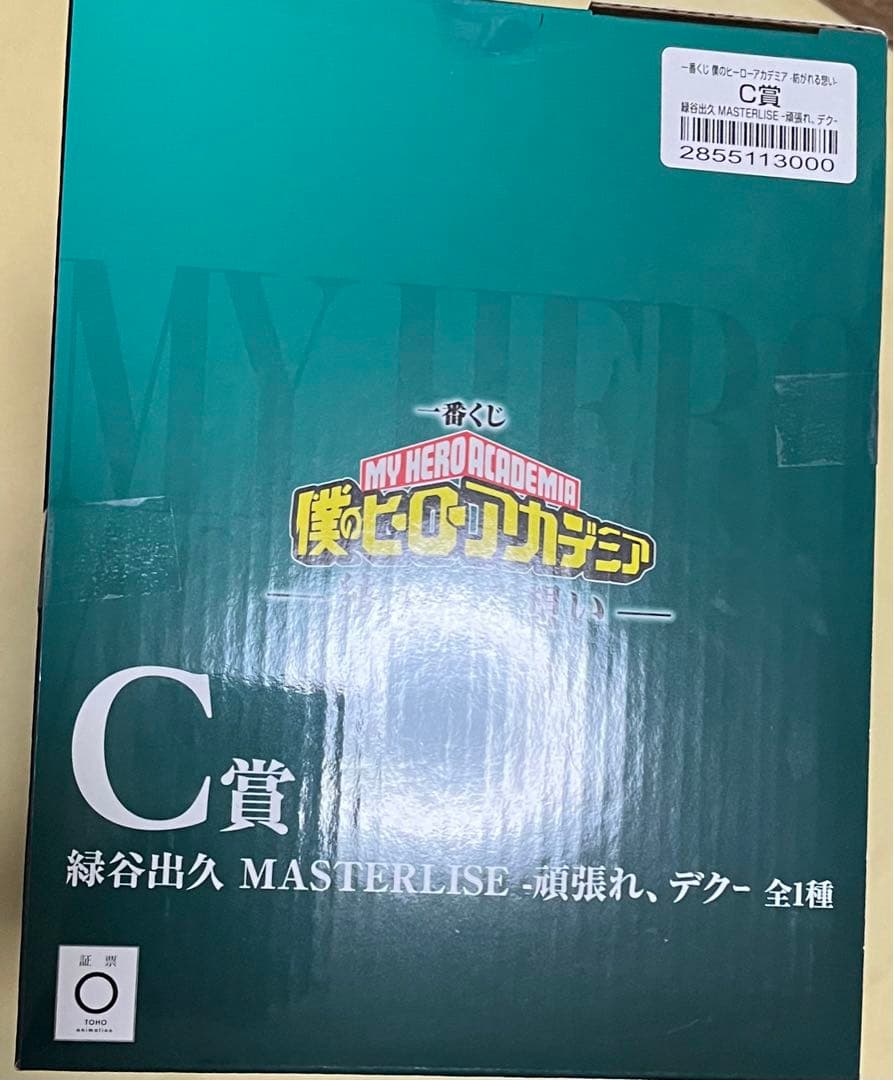 一番くじ 僕のヒーローアカデミア -紡がれる想い-
C賞
緑谷出久 MASTERLISE -頑張れ、デク-
2855113000
MY HERO
一番くじ
MY HERO ACADEMIA
僕のヒーローアカデミア
想い
C賞
緑谷出久 MASTERLISE -頑張れ、デク- 全1種
証 票
TOHO
animation